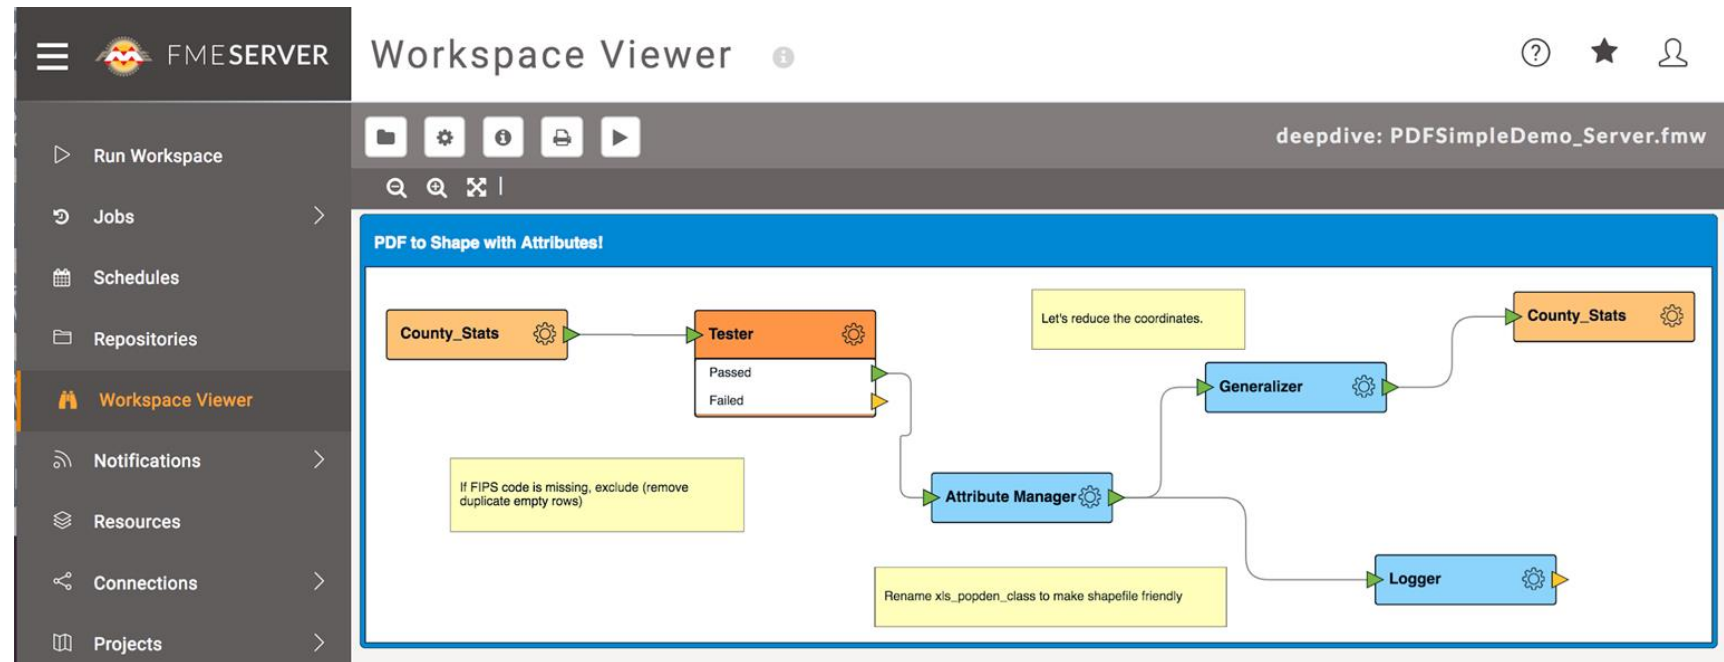 FMESERVER
Workspace Viewer
Run Workspace
Jobs
Schedules
Repositories
Workspace Viewer
Notifications
Resources
Connections
Projects
deepdive: PDFSimpleDemo_Server.fmw
PDF to Shape with Attributes!
County_Stats
Tester
Passed
Failed
Let's reduce the coordinates.
County_Stats
Generalizer
If FIPS code is missing, exclude (remove
duplicate empty rows)
Attribute Manager
Rename xls_popden_class to make shapefile friendly
Logger